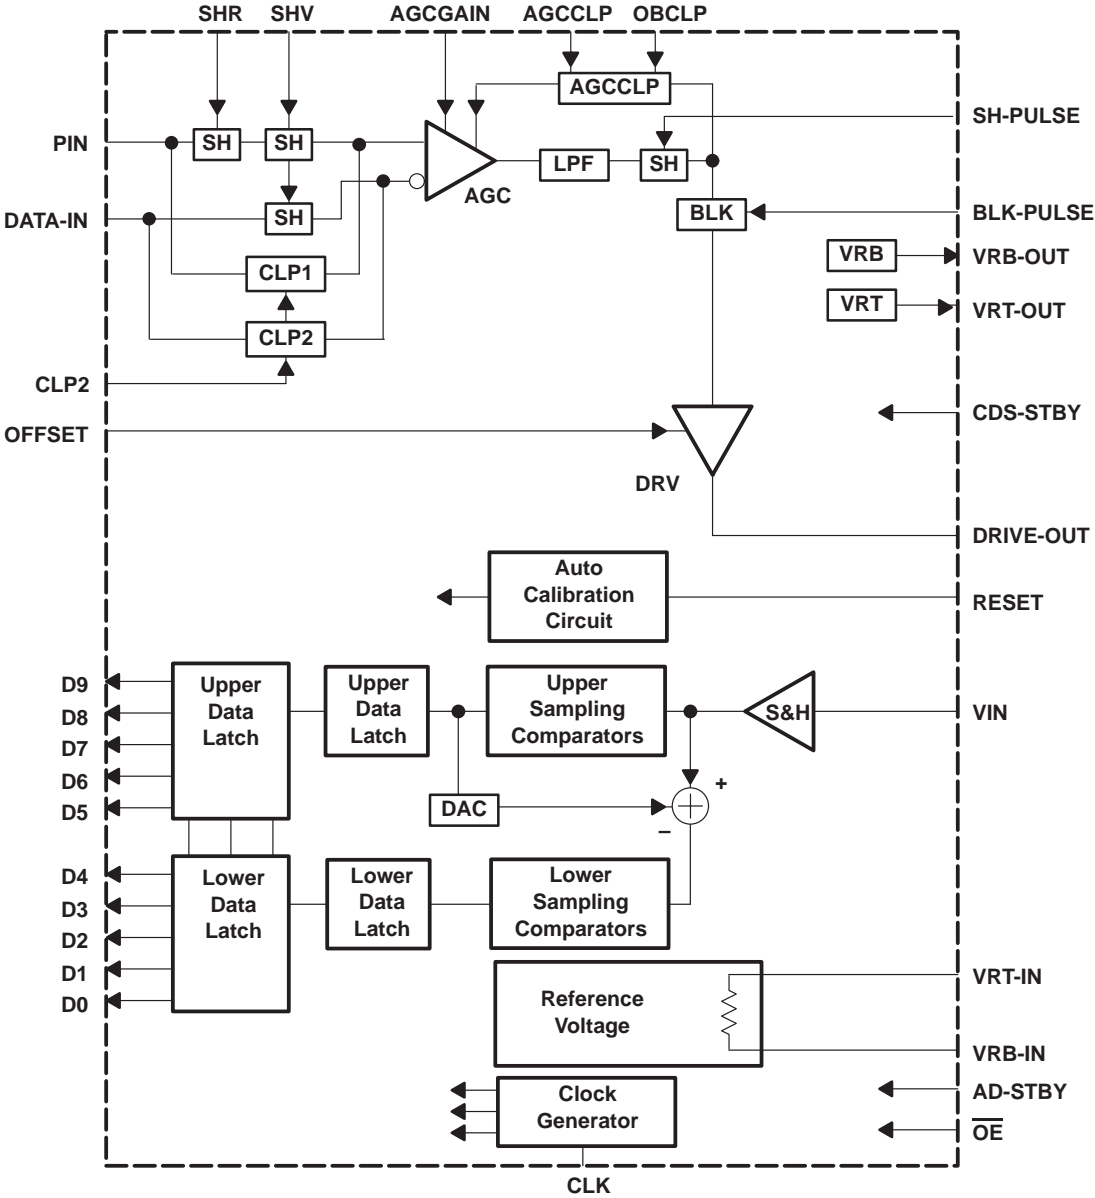 SHR SHV AGCGAIN AGCCLP OBCLP
AGCCLP
SH-PULSE
PIN SH SH
LPF SH
AGC
DATA-IN SH
BLK BLK-PULSE
CLP1
VRB VRB-OUT
VRT VRT-OUT
CLP2
CLP2
CDS-STBY
OFFSET
DRV
DRIVE-OUT
Auto
Calibration
Circuit
RESET
D9
D8
D7
D6
D5
Upper
Data
Latch
Upper
Data
Latch
Upper
Sampling
Comparators
S&H
VIN
+
DAC
–
D4
D3
D2
D1
D0
Lower
Data
Latch
Lower
Data
Latch
Lower
Sampling
Comparators
Reference
Voltage
VRT-IN
VRB-IN
Clock
Generator
AD-STBY
OE
CLK